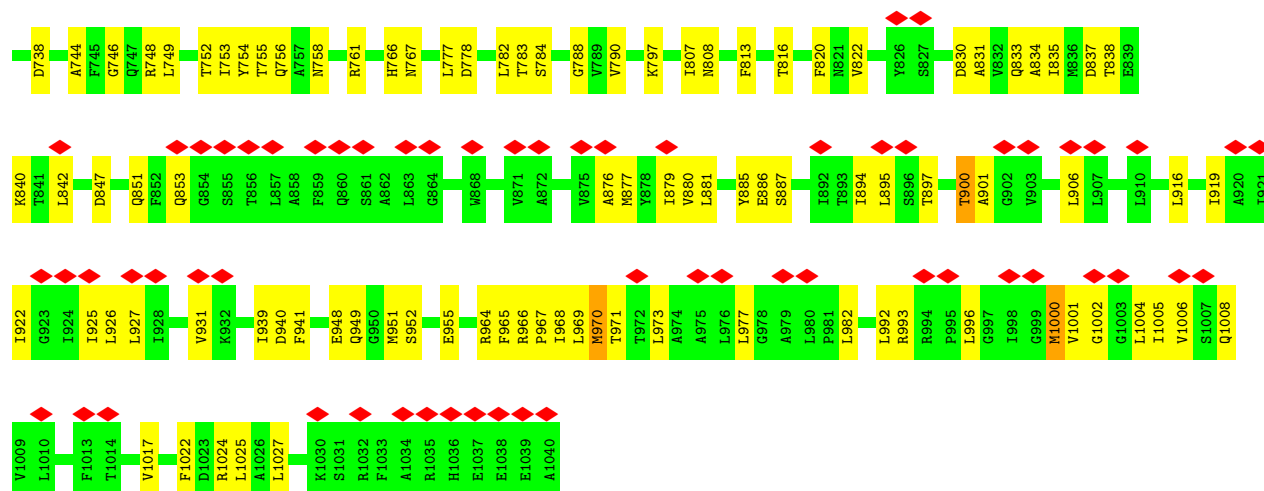 D738 A744 F745 G746 Q747 R748 L749 T752 I753 Y754 T755 Q756 A757 N758 R761 H766 N767 L777 D778 L782 T783 S784 G788 V789 V790 K797 I807 N808 F813 T816 F820 N821 V822 Y826 S827 D830 A831 V832 Q833 A834 I835 M836 D837 T838 E839
K840 T841 L842 D847 Q851 F852 Q853 G854 S855 T856 L857 A858 F859 Q860 S861 A862 L863 G864 W868 V871 A872 V875 A876 M877 Y878 I879 V880 L881 Y885 E886 S887 I892 T893 I894 L895 S896 T897 T900 A901 G902 V903 L906 L907 L910 L916 I919 A920 I921
I922 G923 I924 I925 L926 L927 I928 V931 K932 I939 D940 F941 E948 Q949 G950 M951 S952 E955 R964 F965 R966 P967 I968 L969 M970 T971 T972 L973 A974 A975 L976 L977 G978 A979 L980 P981 L982 L992 R993 R994 P995 L996 G997 I998 G999 M1000 V1001 G1002 G1003 L1004 I1005 V1006 S1007 Q1008
V1009 L1010 F1013 T1014 V1017 F1022 D1023 R1024 L1025 A1026 L1027 K1030 S1031 R1032 F1033 A1034 R1035 H1036 E1037 E1038 E1039 A1040